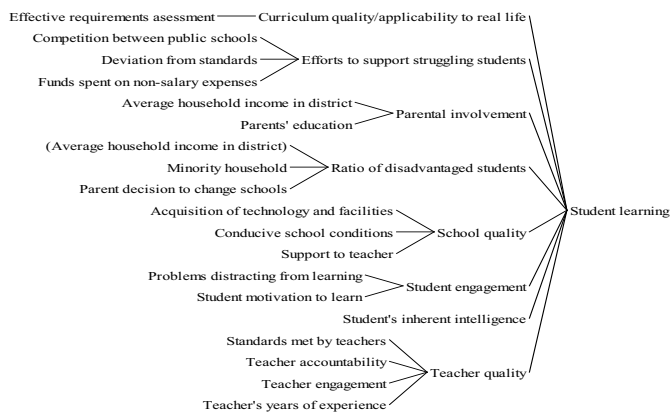 Effective requirements asessment Curriculum quality/applicability to real life
Competition between public schools
Deviation from standards Efforts to support struggling students
Funds spent on non-salary expenses
Average household income in district
Parental involvement
Parents' education
(Average household income in district)
Minority household Ratio of disadvantaged students
Parent decision to change schools
Student learning
Acquisition of technology and facilities
Conducive school conditions School quality
Support to teacher
Problems distracting from learning
Student engagement
Student motivation to learn
Student's inherent intelligence
Standards met by teachers
Teacher accountability
Teacher quality
Teacher engagement
Teacher's years of experience